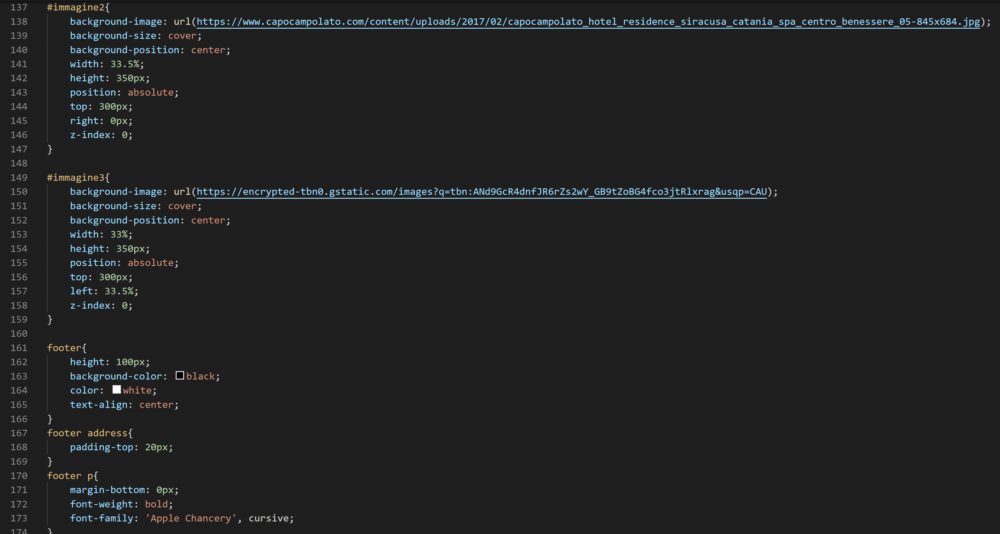 137 #immagine2{
138 background-image: url(https://www.capocampolato.com/content/uploads/2017/02/capocampolato_hotel_residence_siracusa_catania_spa_centro_benessere_05-845x684.jpg);
139 background-size: cover;
140 background-position: center;
141 width: 33.5%;
142 height: 350px;
143 position: absolute;
144 top: 300px;
145 right: 0px;
146 z-index: 0;
147 }
148
149 #immagine3{
150 background-image: url(https://encrypted-tbn0.gstatic.com/images?q=tbn:ANd9GcR4dnfJR6rZs2wY_GB9tZoBG4fco3jtRlxrag&usqp=CAU);
151 background-size: cover;
152 background-position: center;
153 width: 33%;
154 height: 350px;
155 position: absolute;
156 top: 300px;
157 left: 33.5%;
158 z-index: 0;
159 }
160
161 footer{
162 height: 100px;
163 background-color: black;
164 color: white;
165 text-align: center;
166 }
167 footer address{
168 padding-top: 20px;
169 }
170 footer p{
171 margin-bottom: 0px;
172 font-weight: bold;
173 font-family: 'Apple Chancery', cursive;
174 }